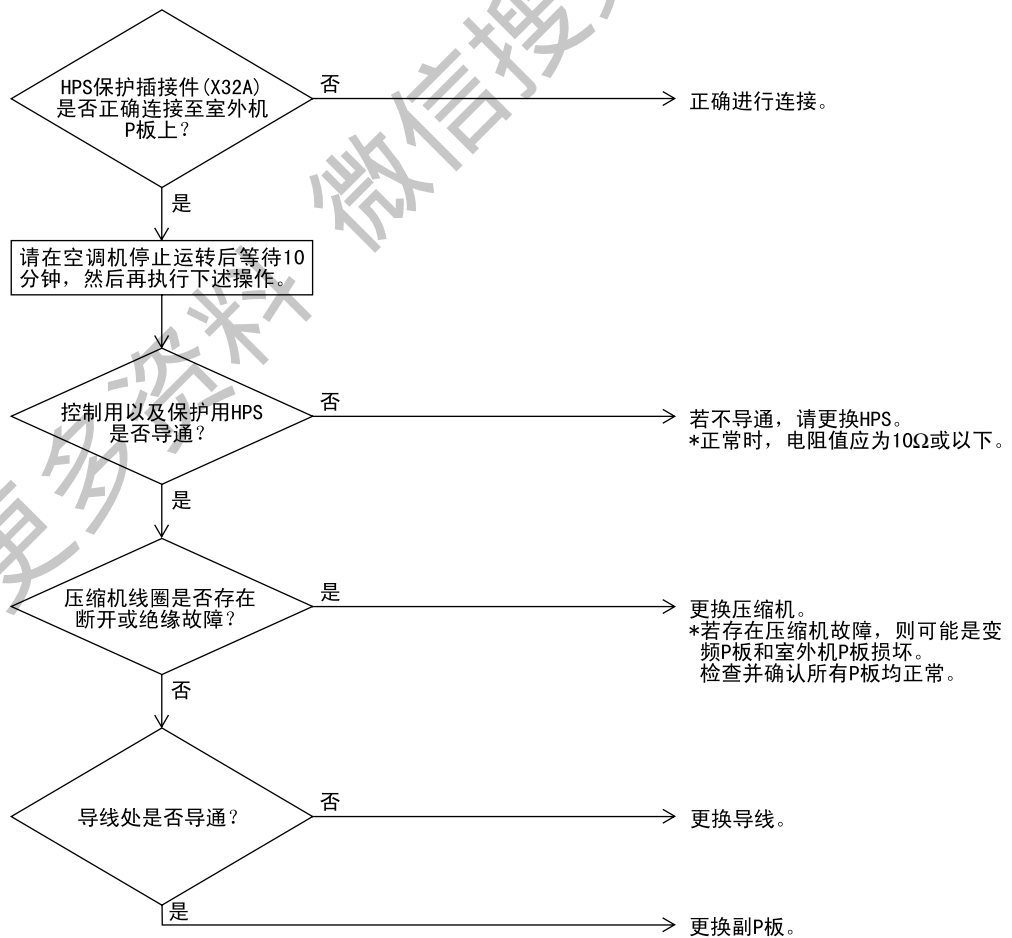 HPS保护插接件(X32A)
是否正确连接至室外机
P板上?
否
正确进行连接。
是
请在空调机停止运转后等待10
分钟，然后再执行下述操作。
控制用以及保护用HPS
是否导通?
否
若不导通，请更换HPS。
*正常时，电阻值应为10Ω或以下。
是
压缩机线圈是否存在
断开或绝缘故障?
是
更换压缩机。
*若存在压缩机故障，则可能是变
频P板和室外机P板损坏。
检查并确认所有P板均正常。
否
导线处是否导通?
否
更换导线。
是
更换副P板。
更多资料 微信搜